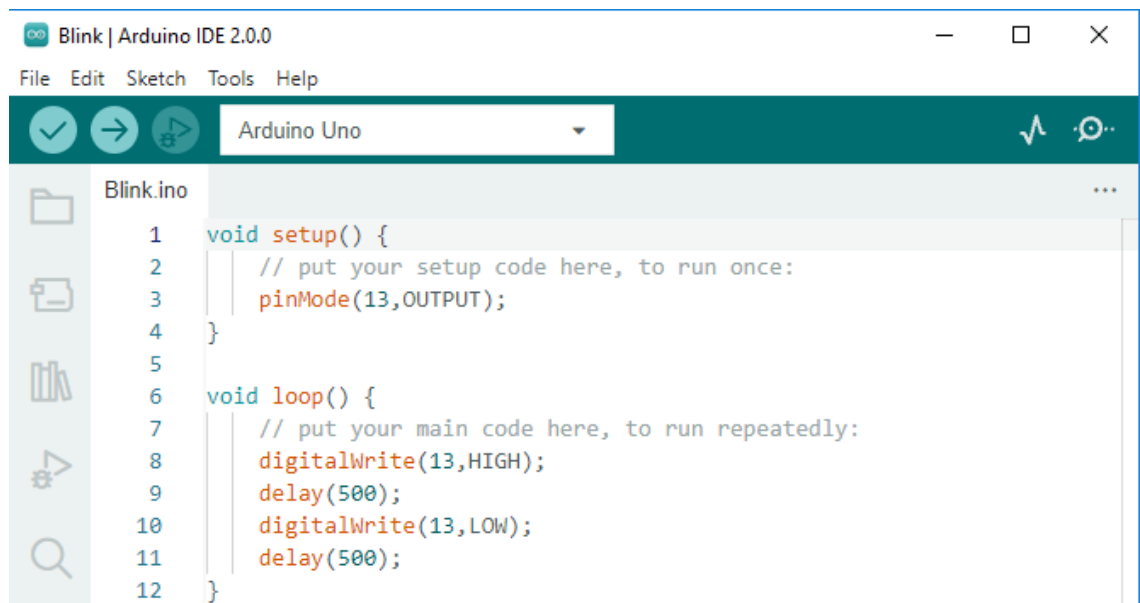 Blink | Arduino IDE 2.0.0
File Edit Sketch Tools Help
Arduino Uno
Blink.ino
1 void setup() {
2 // put your setup code here, to run once:
3 pinMode(13,OUTPUT);
4 }
5
6 void loop() {
7 // put your main code here, to run repeatedly:
8 digitalWrite(13,HIGH);
9 delay(500);
10 digitalWrite(13,LOW);
11 delay(500);
12 }